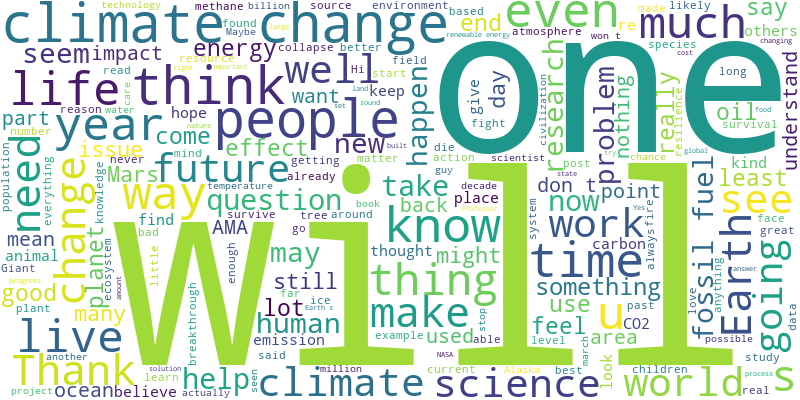 technology
methane
billion
source
environment
based
found
Maybe
large
climate change
even
much
say
collapse
better
renewable energy
made
likely
atmosphere
won t
others
seem
impact
energy
end
re
species
cost
changing
resource
Hi
read
care
important
right
life
think
well
start
field
day
one
long
part
water
reason
hope
want
keep
happen
give
civilization
research
problem
nothing
really
resilience
oil
food
survival
understand
number
year
people
new
land
set
sound
nature
fight
try
chance
global
need
issue
come
effect
built
die
action
scientist
post
kind
never
mind
getting
matter
guy
state
least
population
everything
change
knowledge
Mars
future
already
temperature
decade
don t
point
see
way
question
take
place
now
find
survive
tree
around
book
back
Professor
system
Yes
fire
always
face
mean
bad
AMA
go
know
work
great
animal
planet
ecosystem
little
enough
may
thought
might
carbon
fossil fuel
Earth
going
anything
Giant
progress
amount
breakthrough
still
far
ice
Earth s
thing
time
something
past
answer
data
good
plant
many
lot
human
make
stop
use
u
CO2
love
possible
live
another
emission
said
example
used
able
feel
level
march
area
look
study
solution
million
NASA
Thank
learn
help
seen
climate
current
Alaska
best
children
process
s
project
ocean
believe
actually
science
world
real
Will